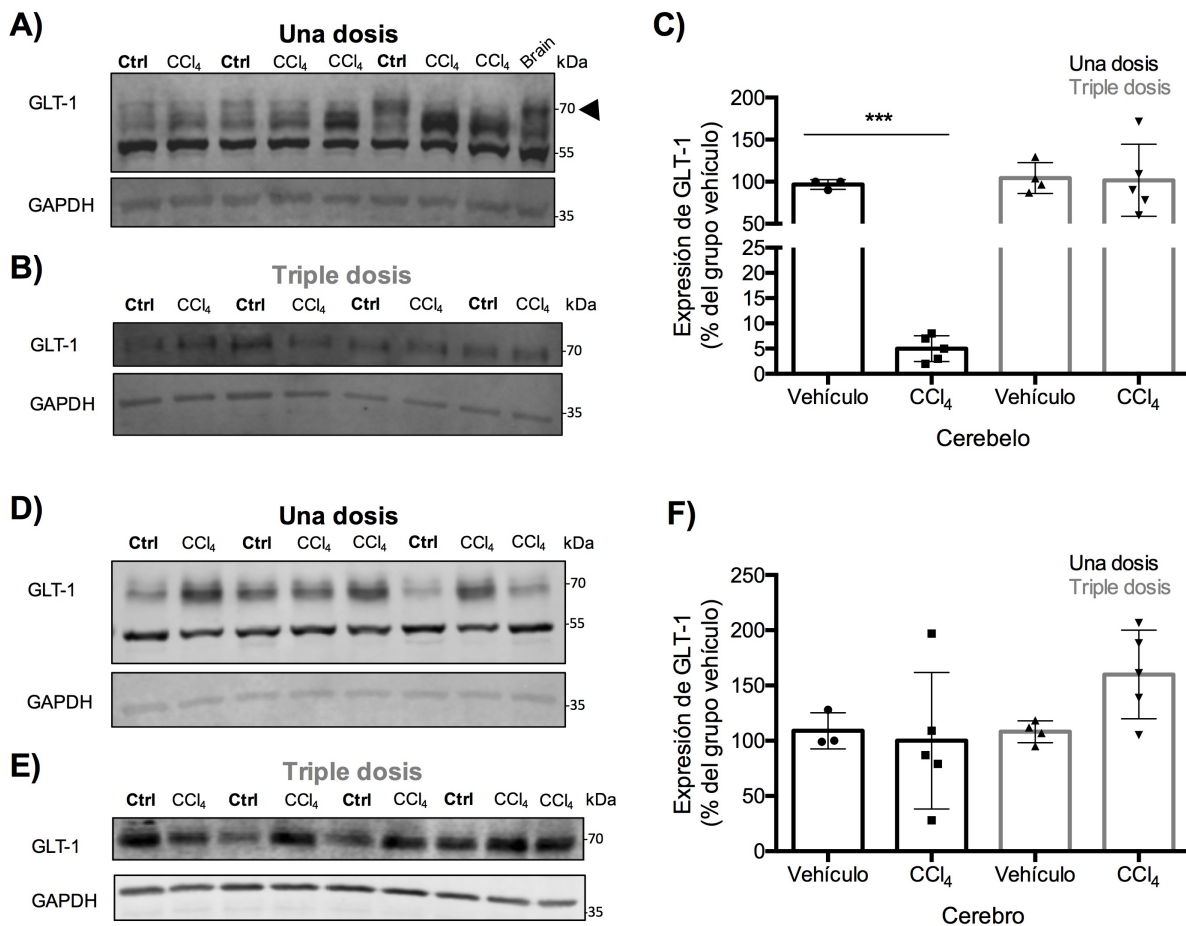 A)
Una dosis
Ctrl CCl₄ Ctrl CCl₄ CCl₄ Ctrl CCl₄ CCl₄ Brain kDa
GLT-1
-70
-55
GAPDH
-35
B)
Triple dosis
Ctrl CCl₄ Ctrl CCl₄ Ctrl CCl₄ Ctrl CCl₄ kDa
GLT-1
-70
GAPDH
-35
C)
Una dosis
Triple dosis
Expresión de GLT-1
(% del grupo vehículo)
200
150
100
50
25
20
15
10
5
0
***
Vehículo CCl₄ Vehículo CCl₄
Cerebelo
D)
Una dosis
Ctrl CCl₄ Ctrl CCl₄ CCl₄ Ctrl CCl₄ CCl₄ kDa
GLT-1
-70
-55
GAPDH
-35
E)
Triple dosis
Ctrl CCl₄ Ctrl CCl₄ Ctrl CCl₄ Ctrl CCl₄ CCl₄ kDa
GLT-1
-70
GAPDH
-35
F)
Una dosis
Triple dosis
Expresión de GLT-1
(% del grupo vehículo)
250
200
150
100
50
0
Vehículo CCl₄ Vehículo CCl₄
Cerebro